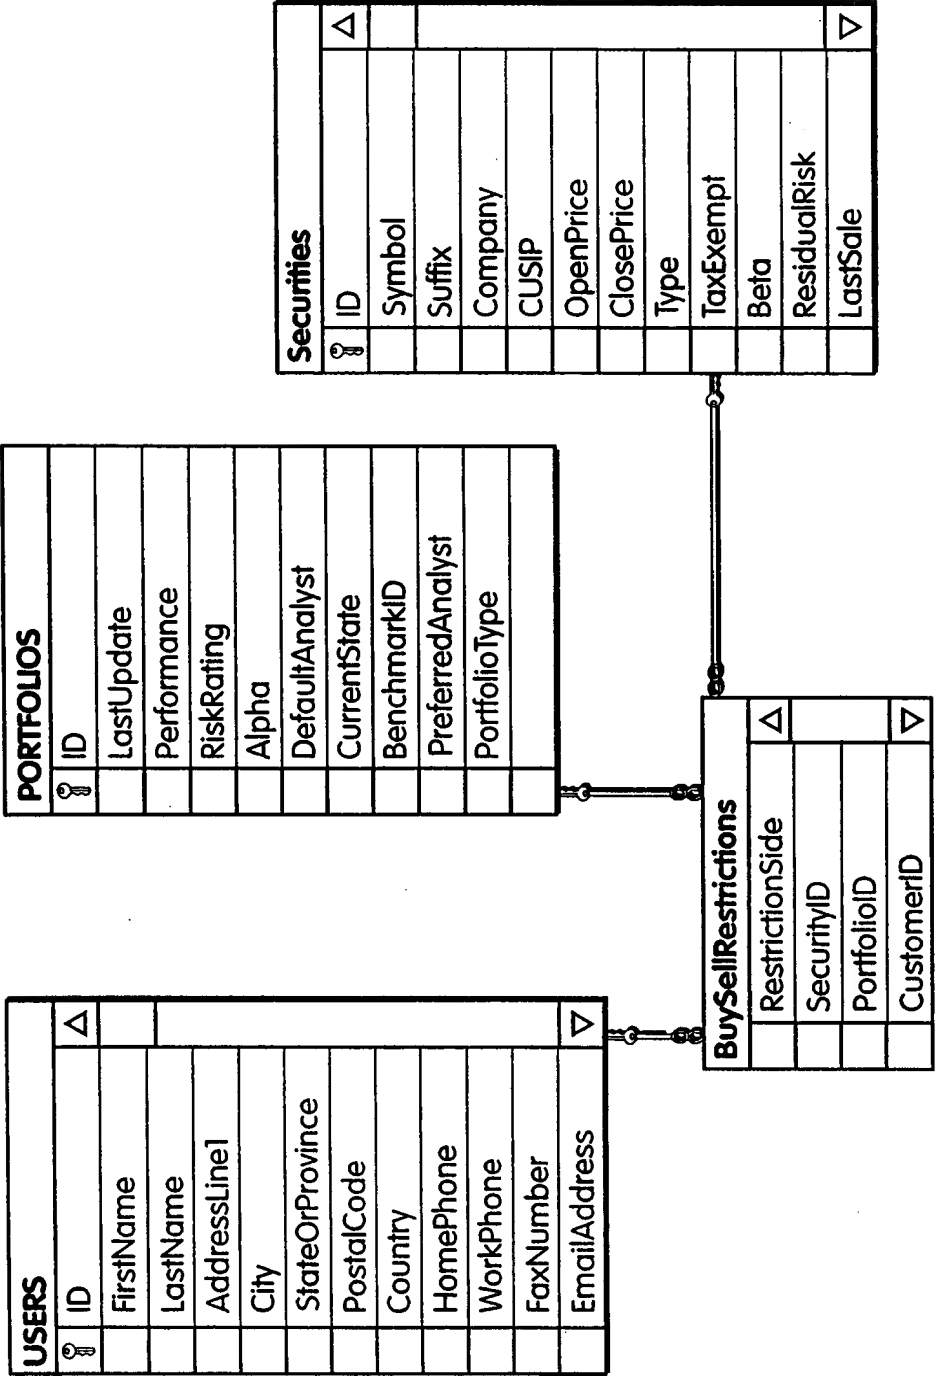 USERS
ID
FirstName
LastName
AddressLine1
City
StateOrProvince
PostalCode
Country
HomePhone
WorkPhone
FaxNumber
EmailAddress
PORTFOLIOS
ID
LastUpdate
Performance
RiskRating
Alpha
DefaultAnalyst
CurrentState
BenchmarkID
PreferredAnalyst
PortfolioType
Securities
ID
Symbol
Suffix
Company
CUSIP
OpenPrice
ClosePrice
Type
TaxExempt
Beta
ResidualRisk
LastSale
BuySellRestrictions
RestrictionSide
SecurityID
PortfolioID
CustomerID